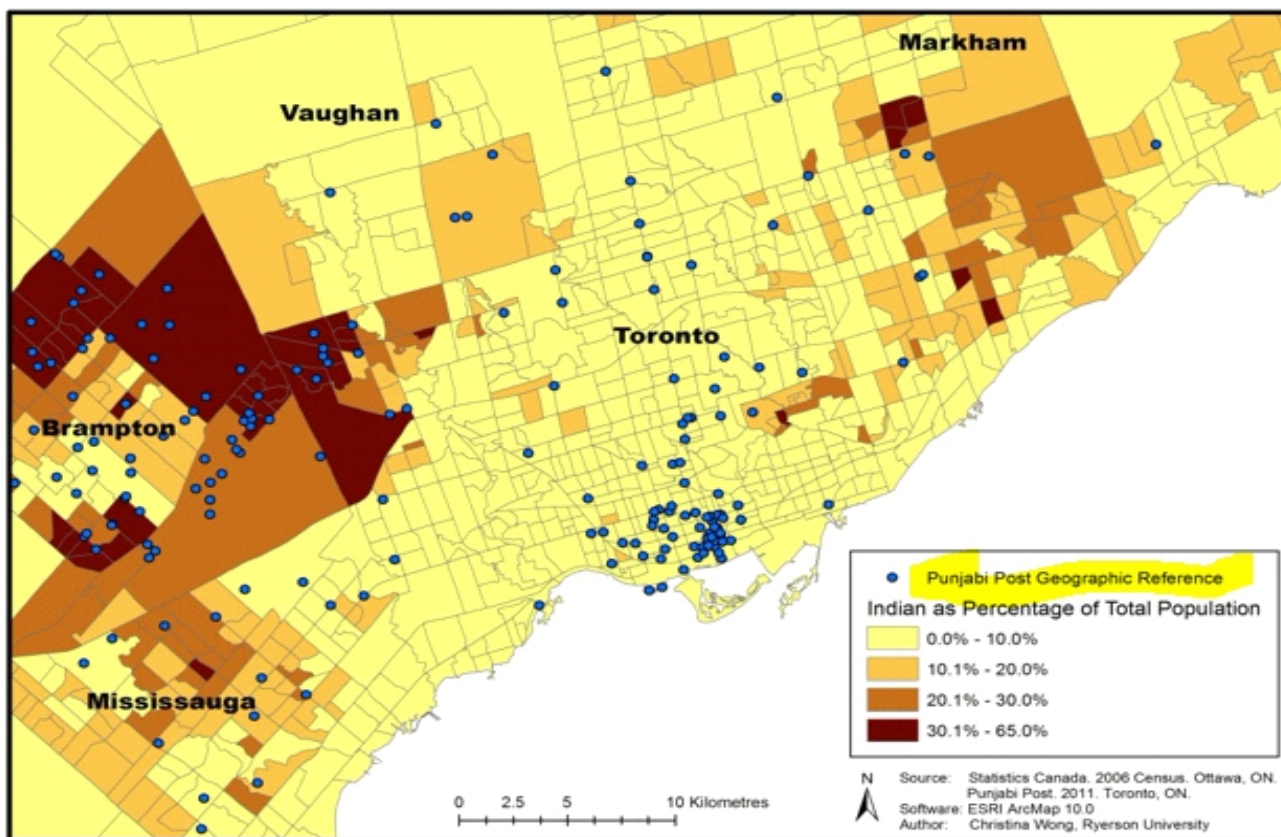 Markham
Vaughan
Toronto
Brampton
Mississauga
Punjabi Post Geographic Reference
Indian as Percentage of Total Population
0.0% - 10.0%
10.1% - 20.0%
20.1% - 30.0%
30.1% - 65.0%
0 2.5 5 10 Kilometres
N
Source: Statistics Canada. 2006 Census. Ottawa, ON.
Punjabi Post. 2011. Toronto, ON.
Software: ESRI ArcMap 10.0
Author: Christina Wong, Ryerson University